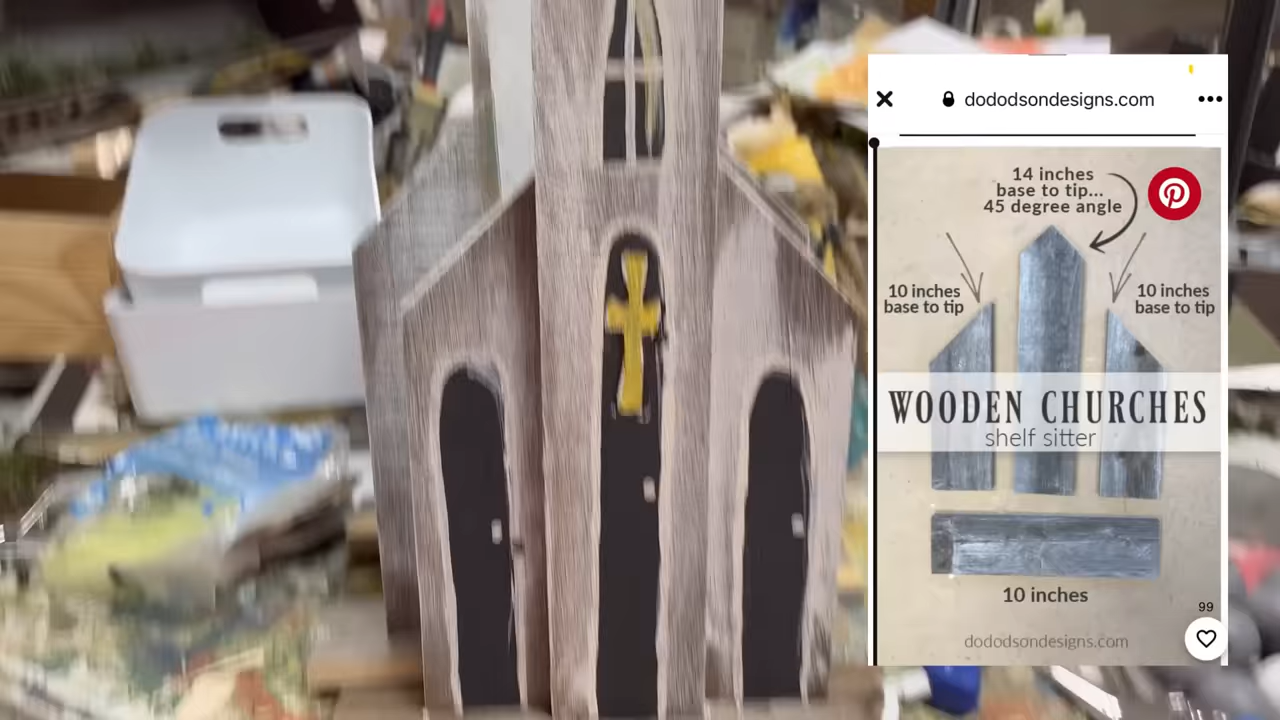 dododsondesigns.com
14 inches
base to tip...
45 degree angle
10 inches
base to tip
10 inches
base to tip
WOODEN CHURCHES
shelf sitter
10 inches
99
dododsondesigns.com